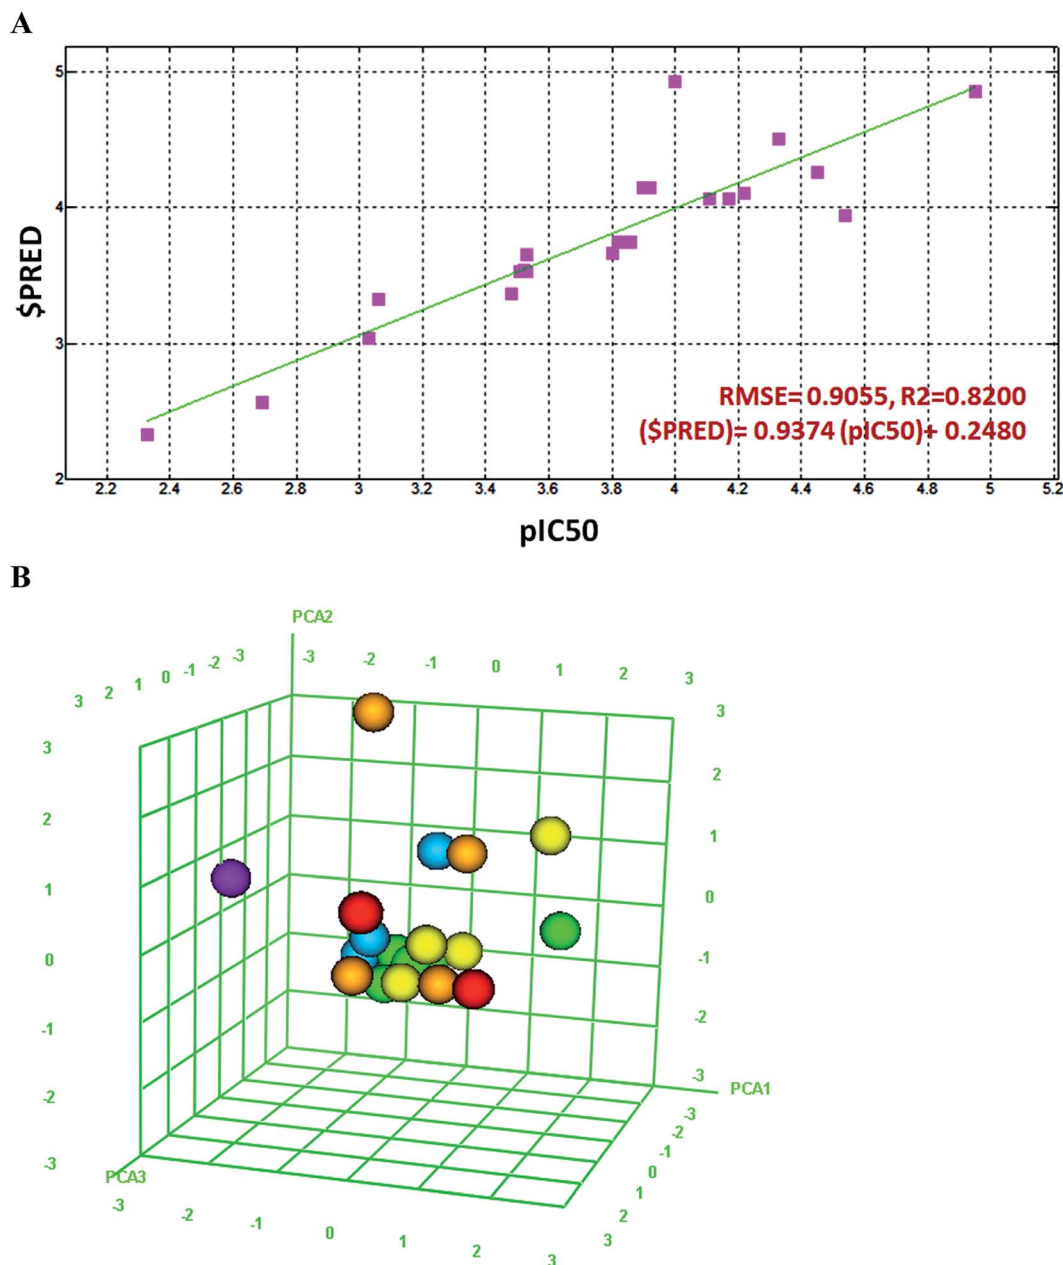 A
5
4
3
2
$PRED
RMSE= 0.9055, R2=0.8200
($PRED)= 0.9374 (pIC50)+ 0.2480
2.2 2.4 2.6 2.8 3 3.2 3.4 3.6 3.8 4 4.2 4.4 4.6 4.8 5 5.2
pIC50
B
PCA2
3 2 1 0 -1 -2 -3
-3 -2 -1 0 1 2 3
3
2
1
0
-1
-2
-3
3
2
1
0
-1
-2
-3
PCA1
PCA3
-3 -2 -1 0 1 2 3
-3
-2
-1
0
1
2
3